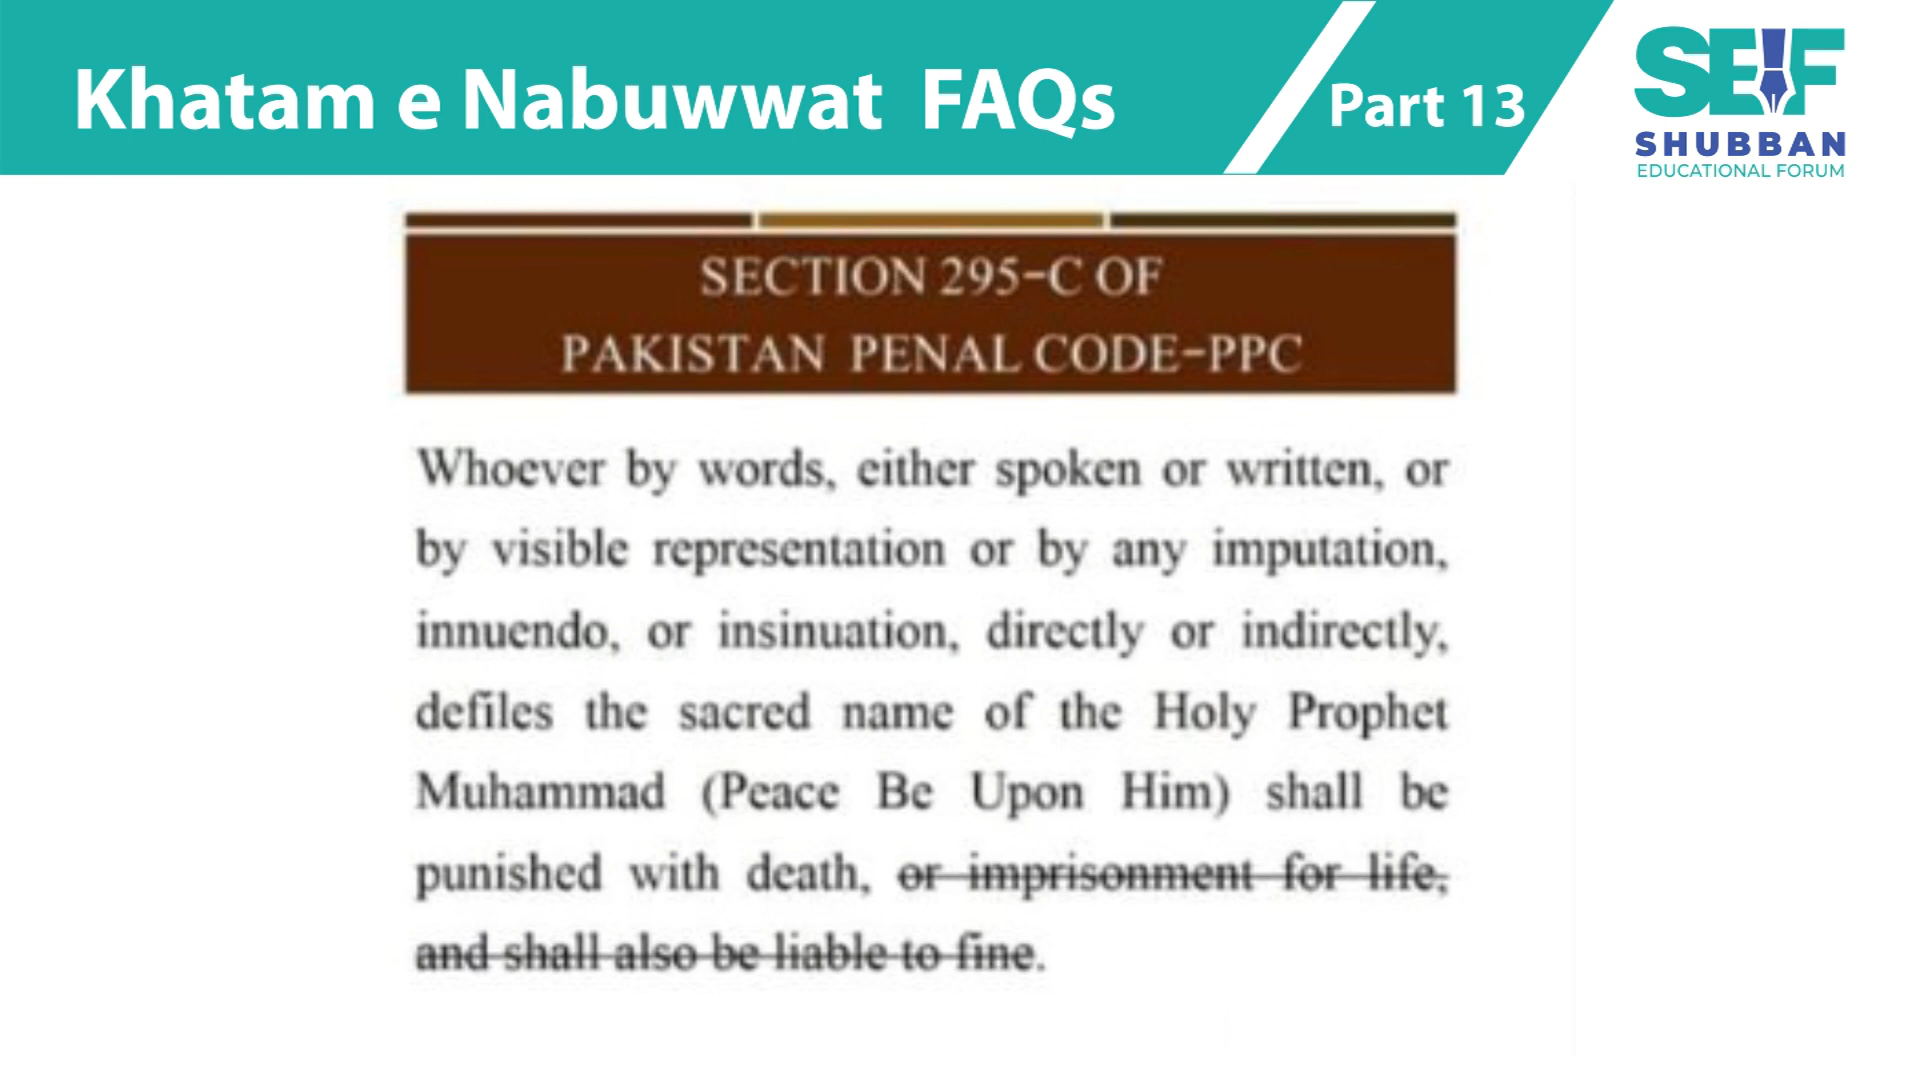 Khatam e Nabuwwat FAQs
Part 13
SEF
SHUBBAN
EDUCATIONAL FORUM
SECTION 295-C OF
PAKISTAN PENAL CODE-PPC
Whoever by words, either spoken or written, or
by visible representation or by any imputation,
innuendo, or insinuation, directly or indirectly,
defiles the sacred name of the Holy Prophet
Muhammad (Peace Be Upon Him) shall be
punished with death, or imprisonment for life,
and shall also be liable to fine.